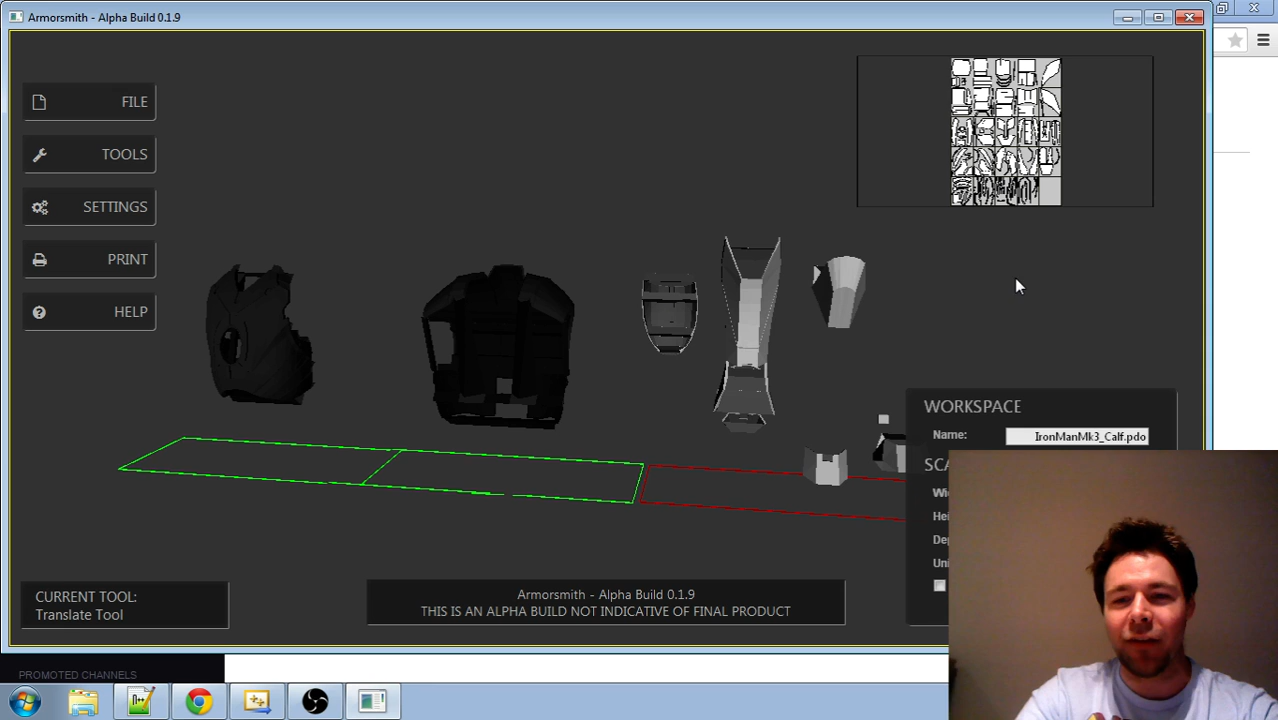 Armorsmith - Alpha Build 0.1.9
FILE
TOOLS
SETTINGS
PRINT
HELP
WORKSPACE
Name: IronManMk3_Calf.pdo
CURRENT TOOL:
Translate Tool
Armorsmith - Alpha Build 0.1.9
THIS IS AN ALPHA BUILD NOT INDICATIVE OF FINAL PRODUCT
PROMOTED CHANNELS